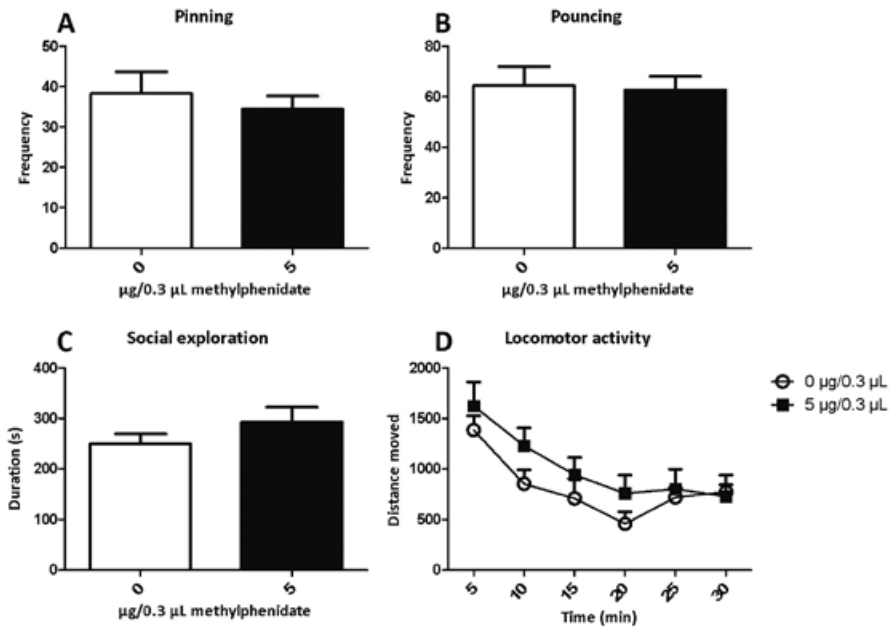 A
Pinning
50
40
30
20
10
0
Frequency
0
5
µg/0.3 µL methylphenidate
B
Pouncing
80
60
40
20
0
Frequency
0
5
µg/0.3 µL methylphenidate
C
Social exploration
400
300
200
100
0
Duration (s)
0
5
µg/0.3 µL methylphenidate
D
Locomotor activity
2000
1500
1000
500
0
Distance moved
5
10
15
20
25
30
Time (min)
0 µg/0.3 µL
5 µg/0.3 µL